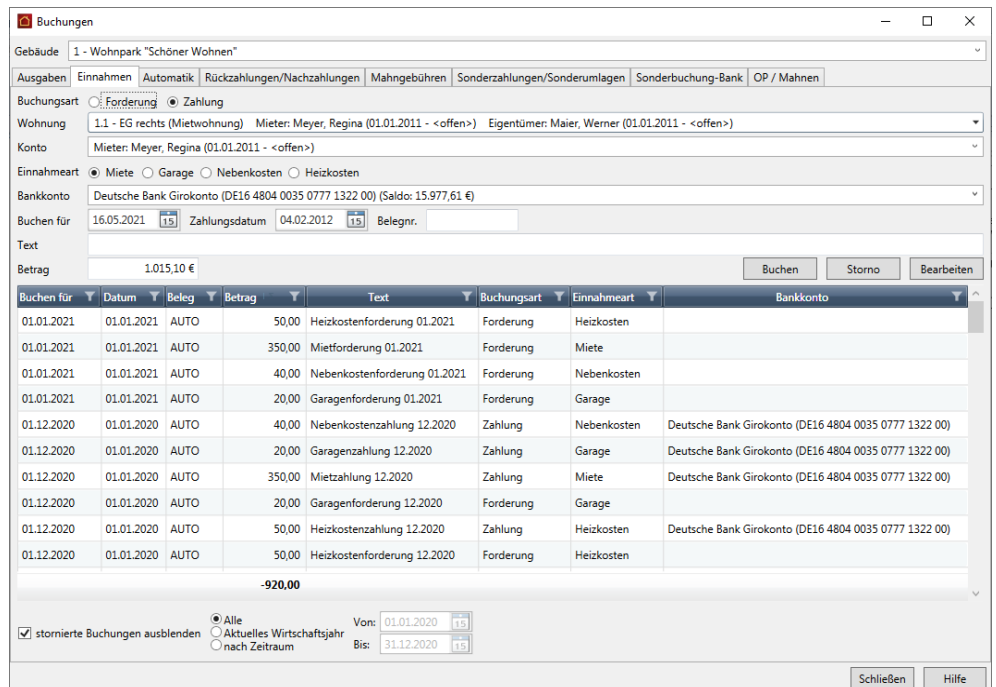 Buchungen
Gebäude 1 - Wohnpark "Schöner Wohnen"
Ausgaben Einnahmen Automatik Rückzahlungen/Nachzahlungen Mahngebühren Sonderzahlungen/Sonderumlagen Sonderbuchung-Bank OP / Mahnen
Buchungsart Forderung Zahlung
Wohnung 1.1 - EG rechts (Mietwohnung) Mieter: Meyer, Regina (01.01.2011 - <offen>) Eigentümer: Maier, Werner (01.01.2011 - <offen>)
Konto Mieter: Meyer, Regina (01.01.2011 - <offen>)
Einnahmeart Miete Garage Nebenkosten Heizkosten
Bankkonto Deutsche Bank Girokonto (DE16 4804 0035 0777 1322 00) (Saldo: 15.977,61 €)
Buchen für 16.05.2021 15 Zahlungsdatum 04.02.2012 15 Belegnr.
Text
Betrag 1.015,10 € Buchen Storno Bearbeiten
Buchen für Datum Beleg Betrag Text Buchungsart Einnahmeart Bankkonto
01.01.2021 01.01.2021 AUTO 50,00 Heizkostenforderung 01.2021 Forderung Heizkosten
01.01.2021 01.01.2021 AUTO 350,00 Mietforderung 01.2021 Forderung Miete
01.01.2021 01.01.2021 AUTO 40,00 Nebenkostenforderung 01.2021 Forderung Nebenkosten
01.01.2021 01.01.2021 AUTO 20,00 Garagenforderung 01.2021 Forderung Garage
01.12.2020 01.01.2020 AUTO 40,00 Nebenkostenzahlung 12.2020 Zahlung Nebenkosten Deutsche Bank Girokonto (DE16 4804 0035 0777 1322 00)
01.12.2020 01.01.2020 AUTO 20,00 Garagenzahlung 12.2020 Zahlung Garage Deutsche Bank Girokonto (DE16 4804 0035 0777 1322 00)
01.12.2020 01.01.2020 AUTO 350,00 Mietzahlung 12.2020 Zahlung Miete Deutsche Bank Girokonto (DE16 4804 0035 0777 1322 00)
01.12.2020 01.01.2020 AUTO 20,00 Garagenforderung 12.2020 Forderung Garage
01.12.2020 01.01.2020 AUTO 50,00 Heizkostenzahlung 12.2020 Zahlung Heizkosten Deutsche Bank Girokonto (DE16 4804 0035 0777 1322 00)
01.12.2020 01.01.2020 AUTO 50,00 Heizkostenforderung 12.2020 Forderung Heizkosten
-920,00
stornierte Buchungen ausblenden
Alle
Aktuelles Wirtschaftsjahr
nach Zeitraum
Von: 01.01.2020 15
Bis: 31.12.2020 15
Schließen Hilfe